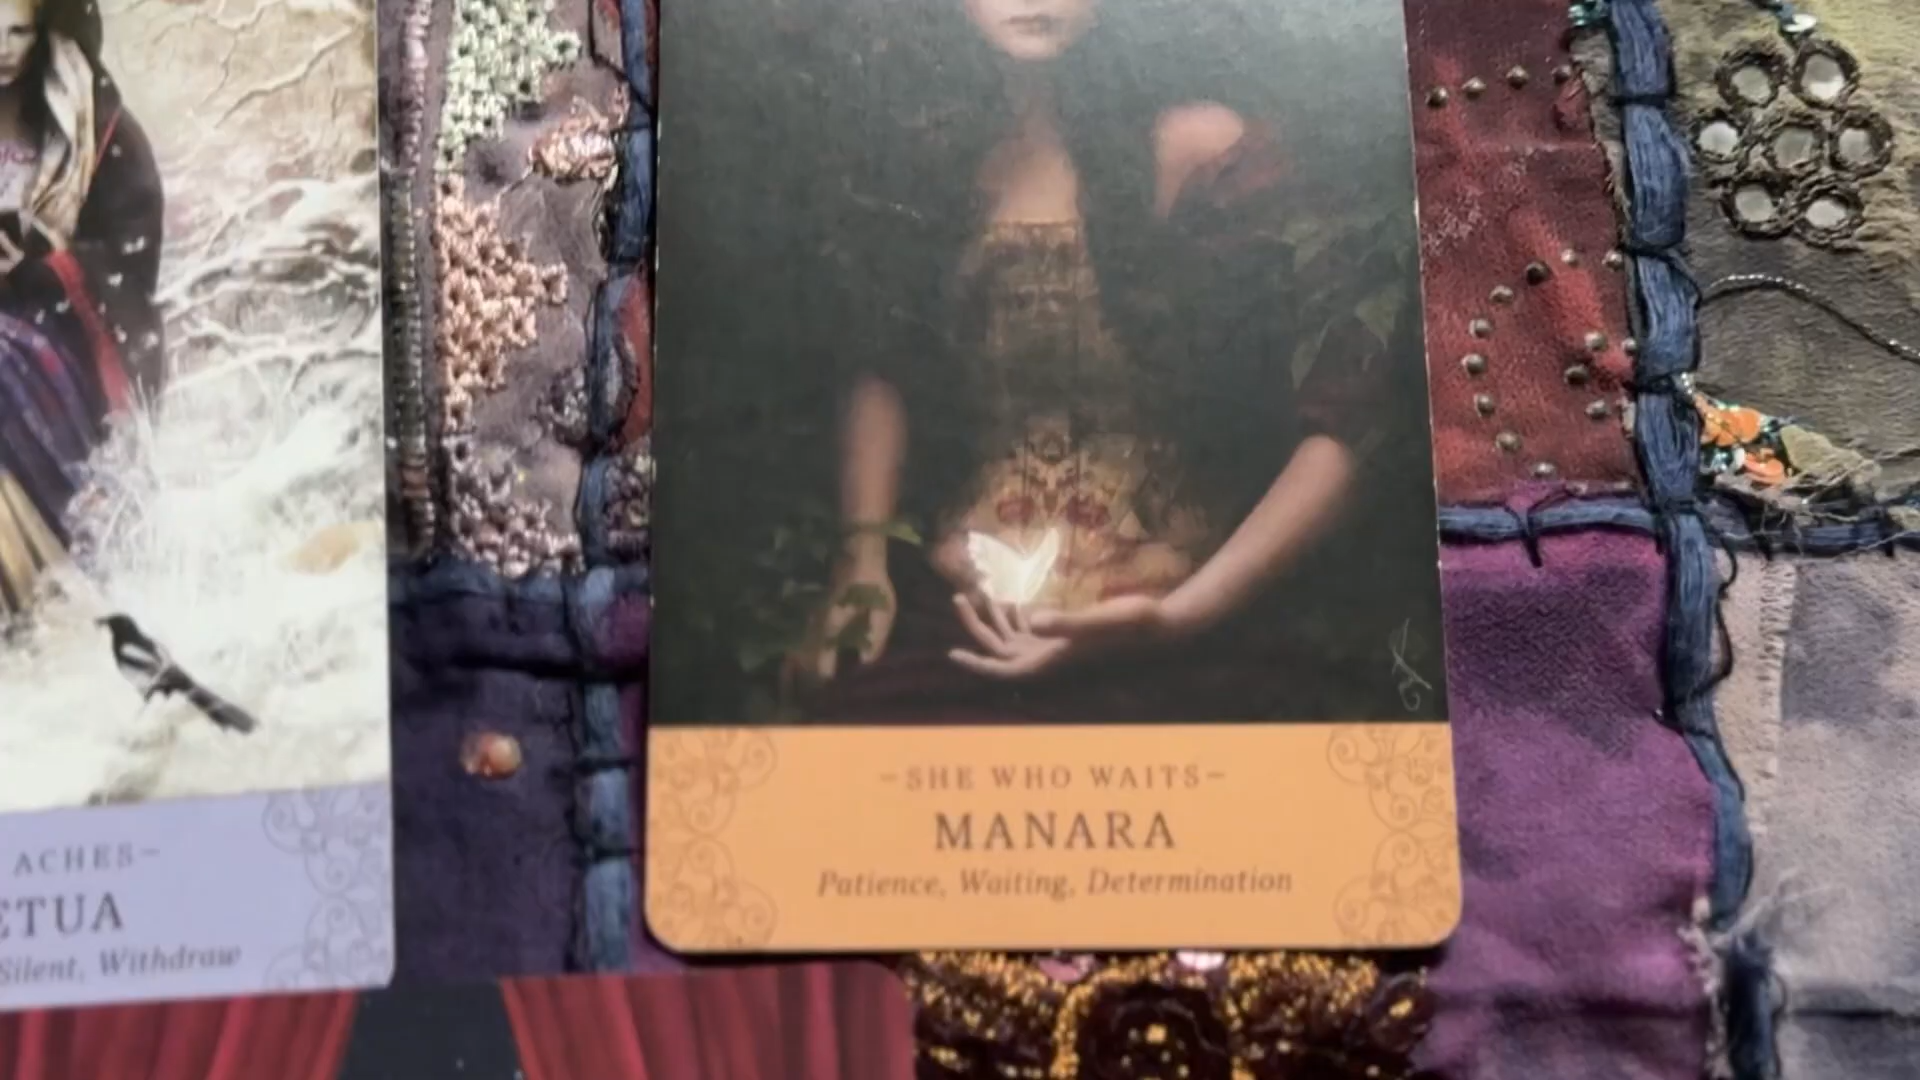 ACHES–
ETUA
Silent, Withdraw
–SHE WHO WAITS–
MANARA
Patience, Waiting, Determination